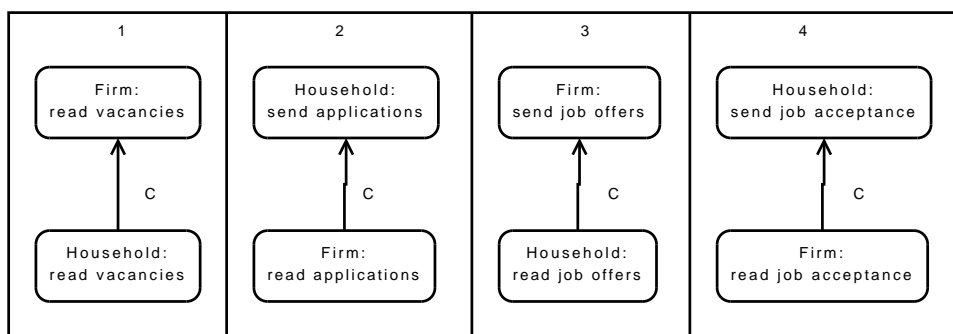 1
2
3
4
Firm:
read vacancies
Household:
send applications
Firm:
send job offers
Household:
send job acceptance
C
C
C
C
Household:
read vacancies
Firm:
read applications
Household:
read job offers
Firm:
read job acceptance